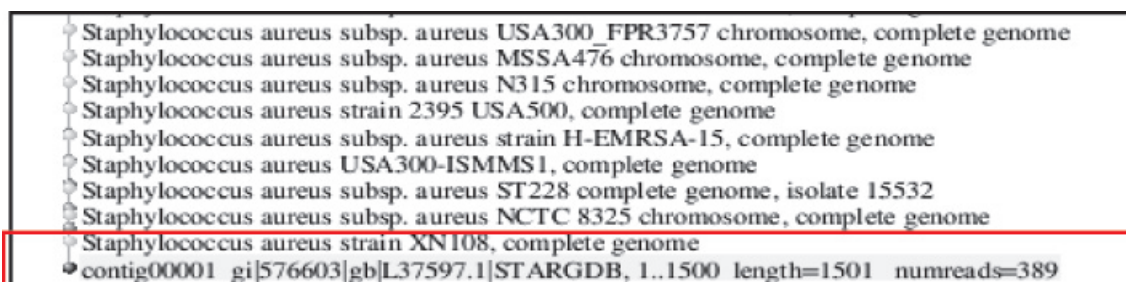 Staphylococcus aureus subsp. aureus USA300_FPR3757 chromosome, complete genome
Staphylococcus aureus subsp. aureus MSSA476 chromosome, complete genome
Staphylococcus aureus subsp. aureus N315 chromosome, complete genome
Staphylococcus aureus strain 2395 USA500, complete genome
Staphylococcus aureus subsp. aureus strain H-EMRSA-15, complete genome
Staphylococcus aureus USA300-ISMMS1, complete genome
Staphylococcus aureus subsp. aureus ST228 complete genome, isolate 15532
Staphylococcus aureus subsp. aureus NCTC 8325 chromosome, complete genome
Staphylococcus aureus strain XN108, complete genome
contig00001 gi|576603|gb|L37597.1|STARGDB, 1..1500 length=1501 numreads=389